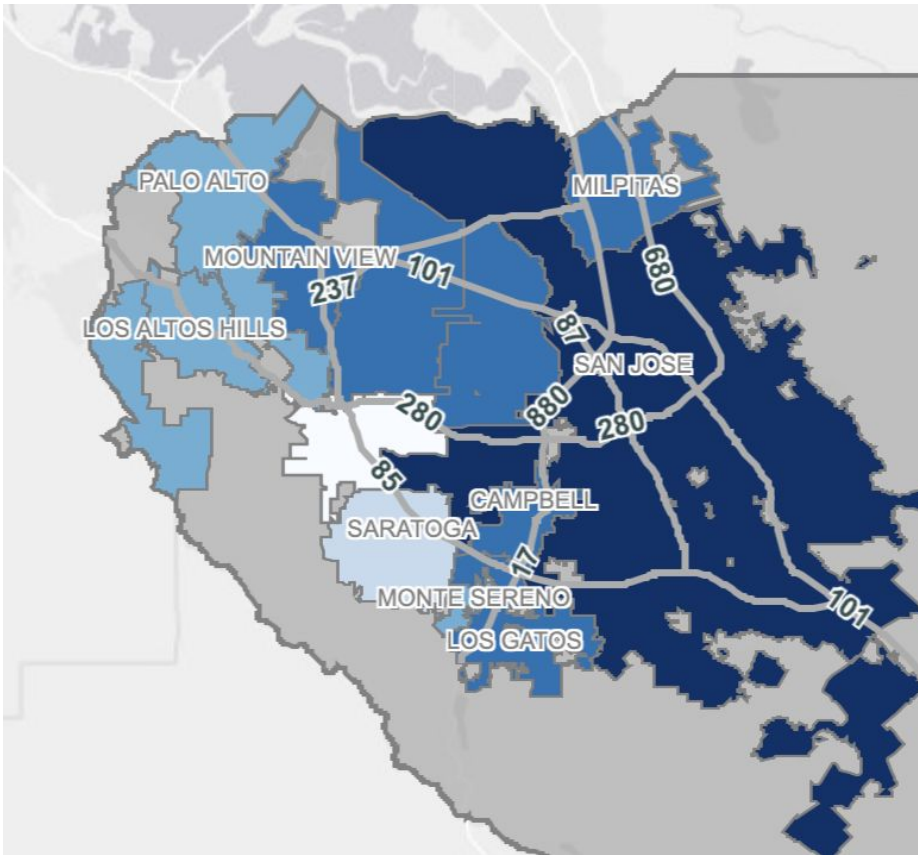 PALO ALTO
MILPITAS
MOUNTAIN VIEW
237
101
680
LOS ALTOS HILLS
87
SAN JOSE
280
880
280
85
CAMPBELL
SARATOGA
17
MONTE SERENO
101
LOS GATOS